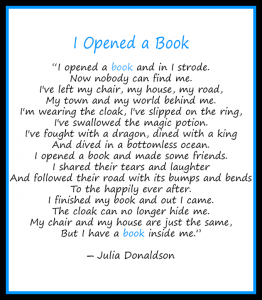 I Opened a Book
“I opened a book and in I strode.
Now nobody can find me.
I've left my chair, my house, my road,
My town and my world behind me.
I'm wearing the cloak, I've slipped on the ring,
I've swallowed the magic potion.
I've fought with a dragon, dined with a king
And dived in a bottomless ocean.
I opened a book and made some friends.
I shared their tears and laughter
And followed their road with its bumps and bends
To the happily ever after.
I finished my book and out I came.
The cloak can no longer hide me.
My chair and my house are just the same,
But I have a book inside me.”
— Julia Donaldson